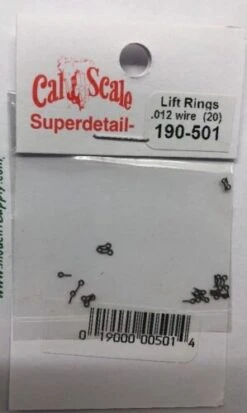 Cal Scale
Superdetail-
Lift Rings
.012 wire (20)
190-501
0 19000 00501 4